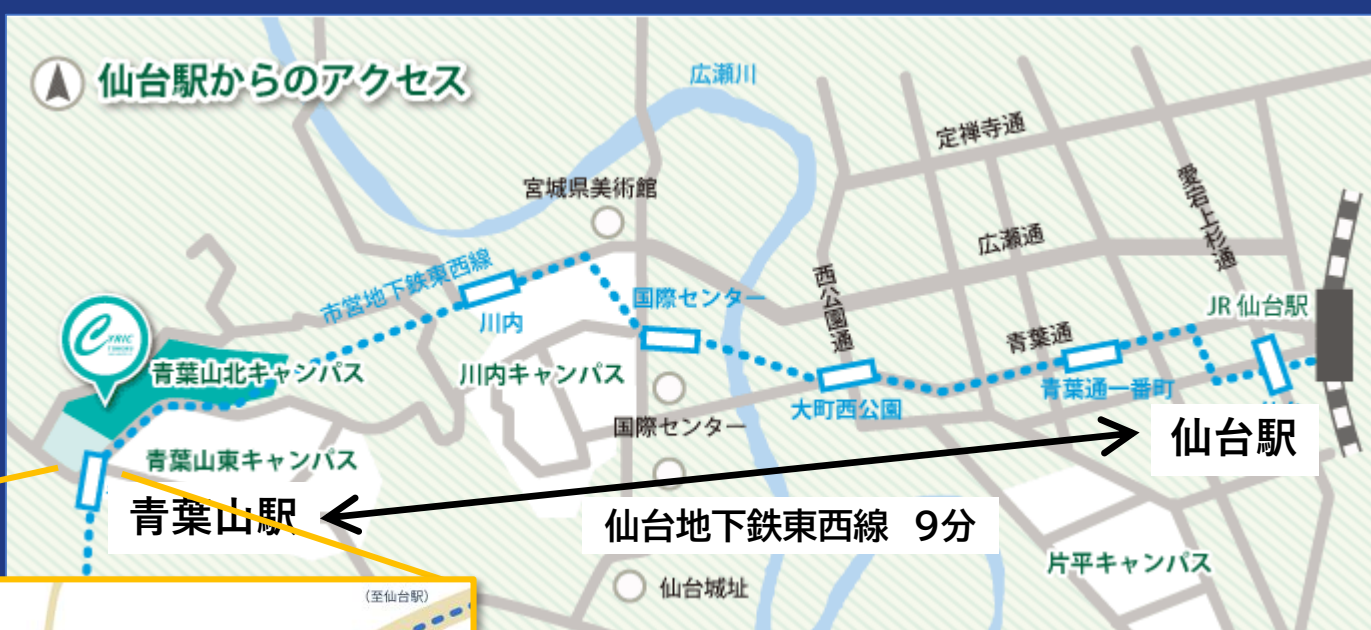 仙台駅からのアクセス
広瀬川
定禅寺通
宮城県美術館
愛宕上杉通
広瀬通
市営地下鉄東西線
国際センター
西公園通
川内
JR 仙台駅
CYRIC
青葉通
青葉山北キャンパス
川内キャンパス
大町西公園
青葉通一番町
国際センター
仙台駅
青葉山東キャンパス
青葉山駅
仙台地下鉄東西線 9分
片平キャンパス
仙台城址
(至仙台駅)